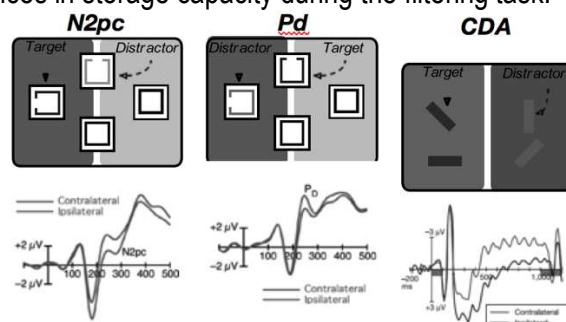 ces in storage capacity during the filtering task.
N2pc
Pd
CDA
Target
Distractor
Distractor
Target
Target
Distractor
Contralateral
Ipsilateral
+2 µV
−2 µV
N2pc
100 200 300 400 500
P_D
+2 µV
−2 µV
100 200 300 400 500
Contralateral
Ipsilateral
−3 µV
+3 µV
−200
ms
500
1,000
Contralateral